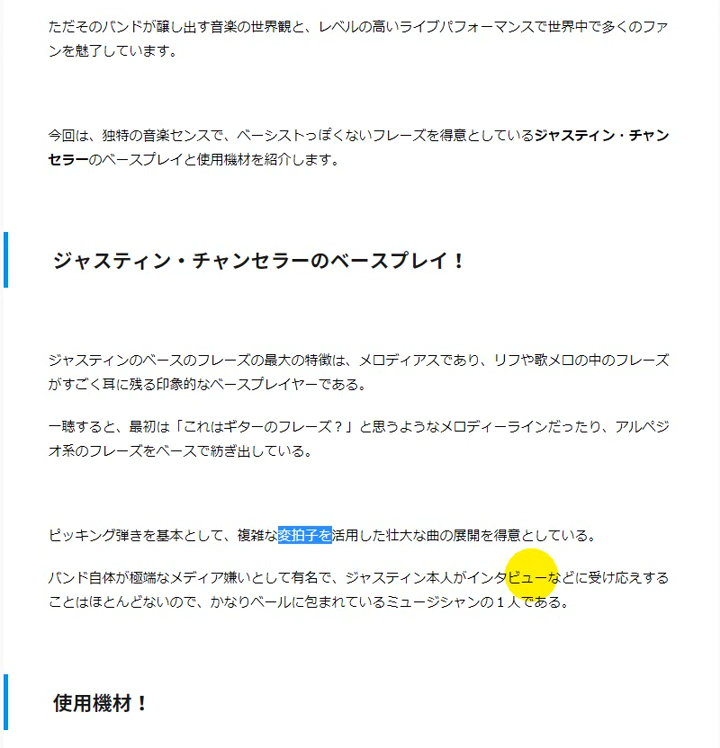 ただそのバンドが醸し出す音楽の世界観と、レベルの高いライブパフォーマンスで世界中で多くのファ
ンを魅了しています。
今回は、独特の音楽センスで、ベーシストっぽくないフレーズを得意としているジャスティン・チャン
セラーのベースプレイと使用機材を紹介します。
ジャスティン・チャンセラーのベースプレイ！
ジャスティンのベースのフレーズの最大の特徴は、メロディアスであり、リフや歌メロの中のフレーズ
がすごく耳に残る印象的なベースプレイヤーである。
一聴すると、最初は「これはギターのフレーズ？」と思うようなメロディーラインだったり、アルペジ
オ系のフレーズをベースで紡ぎ出している。
ピッキング弾きを基本として、複雑な変拍子を活用した壮大な曲の展開を得意としている。
バンド自体が極端なメディア嫌いとして有名で、ジャスティン本人がインタビューなどに受け応えする
ことはほとんどないので、かなりベールに包まれているミュージシャンの１人である。
使用機材！